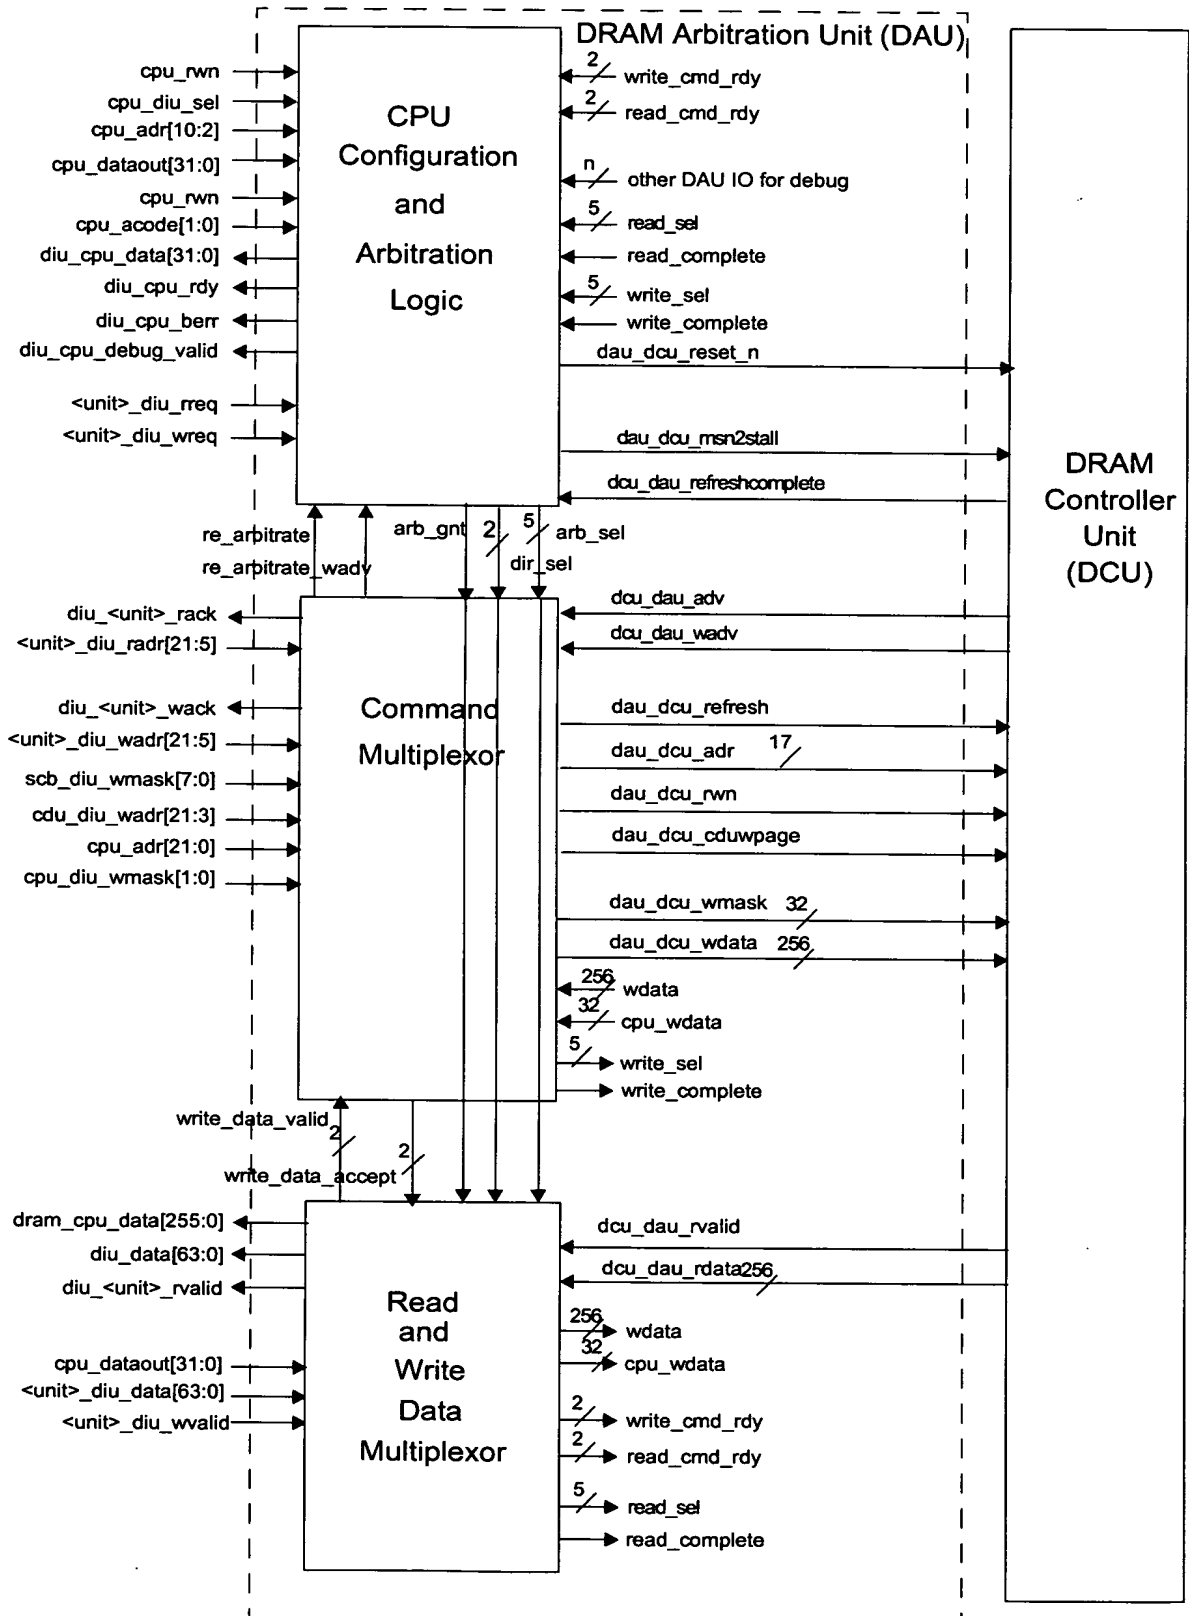 DRAM Arbitration Unit (DAU)
cpu_rwn
cpu_diu_sel
cpu_adr[10:2]
cpu_dataout[31:0]
cpu_rwn
cpu_acode[1:0]
diu_cpu_data[31:0]
diu_cpu_rdy
diu_cpu_berr
diu_cpu_debug_valid
<unit>_diu_rreq
<unit>_diu_wreq
CPU
Configuration
and
Arbitration
Logic
2
write_cmd_rdy
2
read_cmd_rdy
n
other DAU IO for debug
5
read_sel
read_complete
5
write_sel
write_complete
dau_dcu_reset_n
dau_dcu_msn2stall
dcu_dau_refreshcomplete
DRAM
Controller
Unit
(DCU)
re_arbitrate
re_arbitrate_wadv
arb_gnt
2
5
arb_sel
dir_sel
diu_<unit>_rack
<unit>_diu_radr[21:5]
diu_<unit>_wack
<unit>_diu_wadr[21:5]
scb_diu_wmask[7:0]
cdu_diu_wadr[21:3]
cpu_adr[21:0]
cpu_diu_wmask[1:0]
Command
Multiplexor
dcu_dau_adv
dcu_dau_wadv
dau_dcu_refresh
dau_dcu_adr
17
dau_dcu_rwn
dau_dcu_cduwpage
dau_dcu_wmask
32
dau_dcu_wdata
256
256
wdata
32
cpu_wdata
5
write_sel
write_complete
write_data_valid
2
write_data_accept
2
dram_cpu_data[255:0]
diu_data[63:0]
diu_<unit>_rvalid
cpu_dataout[31:0]
<unit>_diu_data[63:0]
<unit>_diu_wvalid
Read
and
Write
Data
Multiplexor
dcu_dau_rvalid
dcu_dau_rdata
256
256
wdata
32
cpu_wdata
2
write_cmd_rdy
2
read_cmd_rdy
5
read_sel
read_complete